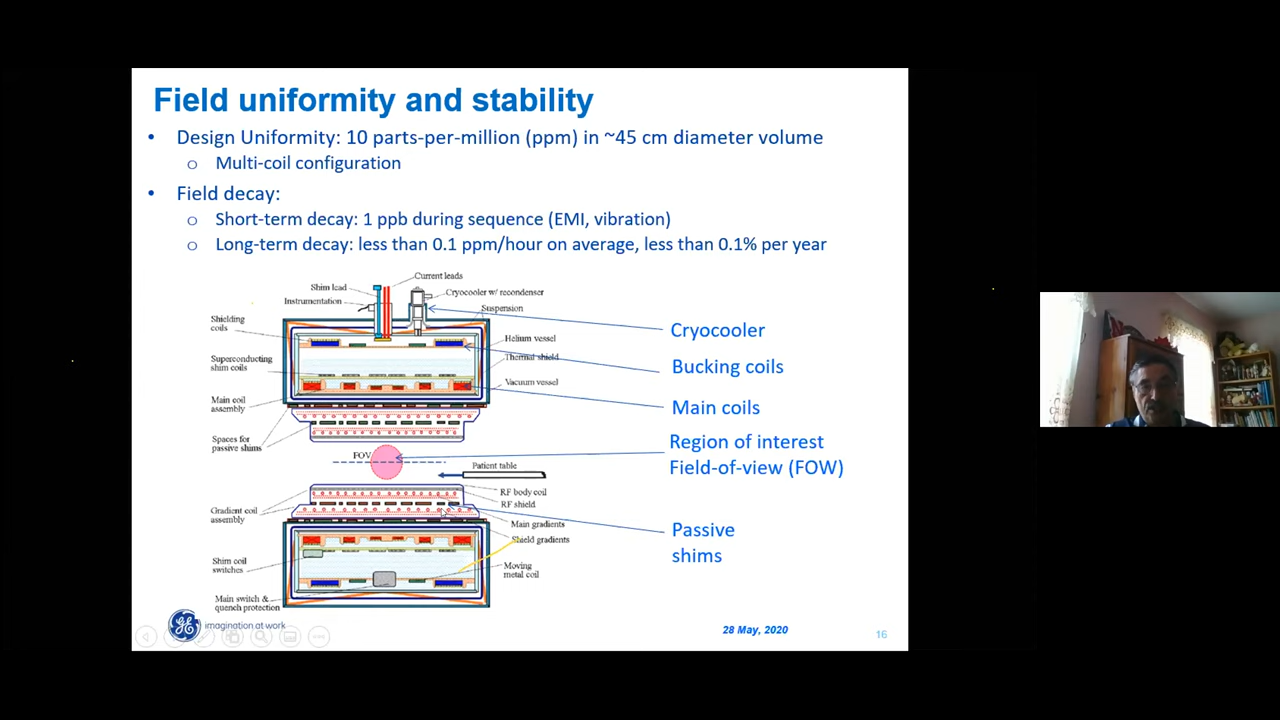 Field uniformity and stability
• Design Uniformity: 10 parts-per-million (ppm) in ~45 cm diameter volume
o Multi-coil configuration
• Field decay:
o Short-term decay: 1 ppb during sequence (EMI, vibration)
o Long-term decay: less than 0.1 ppm/hour on average, less than 0.1% per year
Current leads
Shim lead
Cryocooler w/ recondenser
Instrumentation
Suspension
Shielding
coils
Cryocooler
Helium vessel
Superconducting
shim coils
Thermal shield
Bucking coils
Vacuum vessel
Main coil
assembly
Main coils
Spaces for
passive shims
Region of interest
Field-of-view (FOW)
FOV
Patient table
RF body coil
RF shield
Gradient coil
assembly
Main gradients
Shield gradients
Passive
shims
Shim coil
switches
Moving
metal coil
Main switch &
quench protection
GE imagination at work
28 May, 2020
16